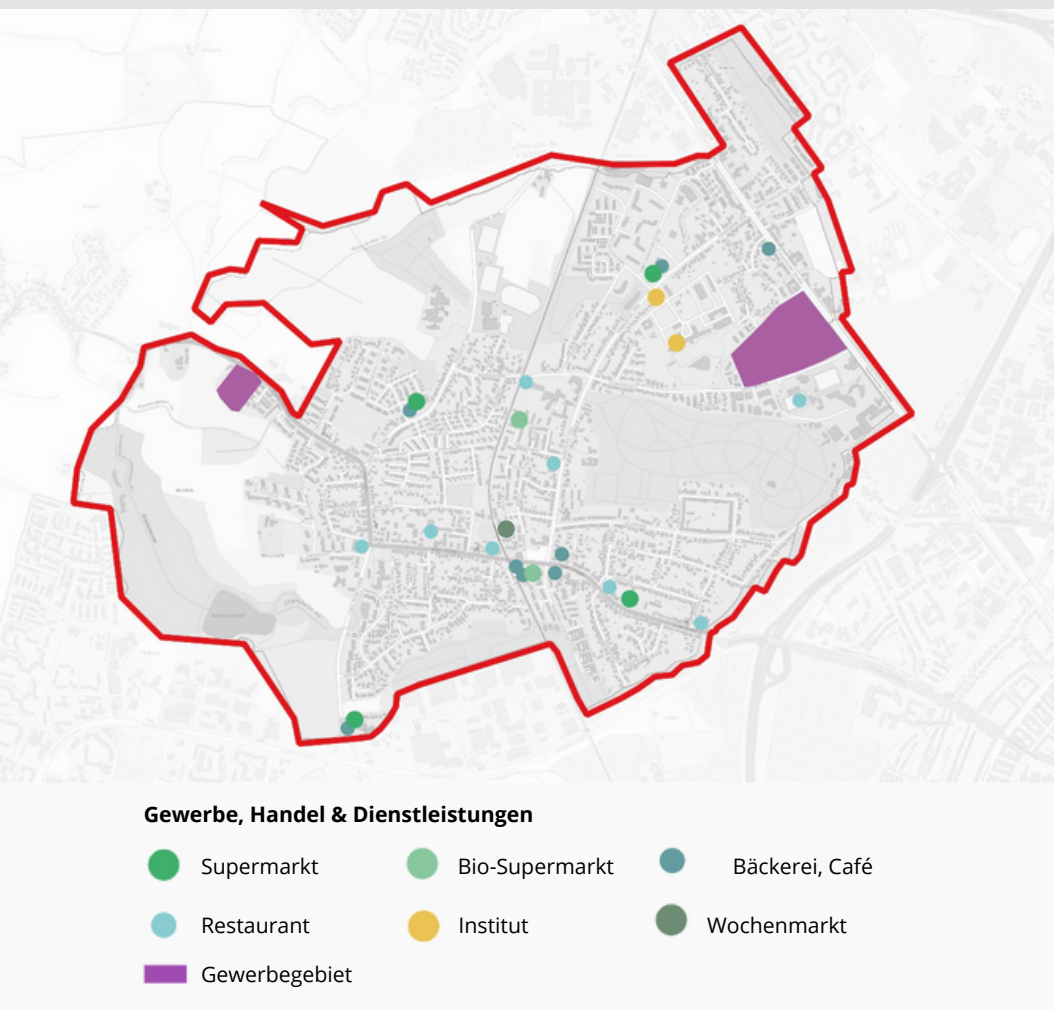 Gewerbe, Handel & Dienstleistungen
Supermarkt Bio-Supermarkt Bäckerei, Café
Restaurant Institut Wochenmarkt
Gewerbegebiet